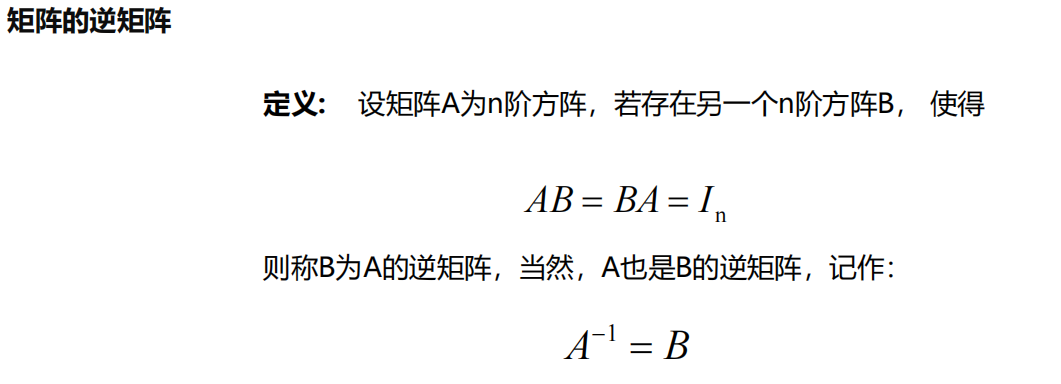 矩阵的逆矩阵
定义： 设矩阵A为n阶方阵，若存在另一个n阶方阵B， 使得
AB = BA = Iₙ
则称B为A的逆矩阵，当然，A也是B的逆矩阵，记作：
A⁻¹ = B